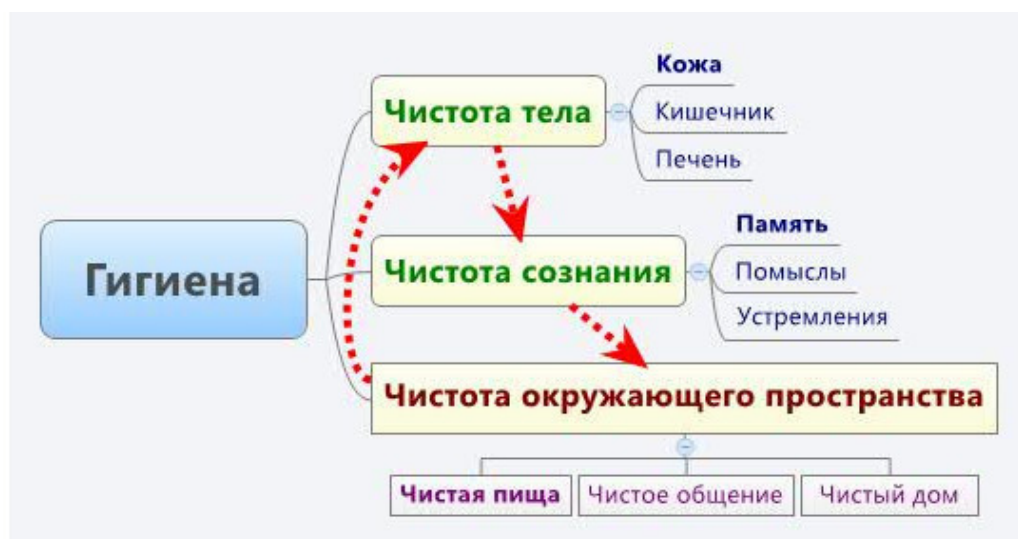 Гигиена
Чистота тела
Кожа
Кишечник
Печень
Чистота сознания
Память
Помыслы
Устремления
Чистота окружающего пространства
Чистая пища
Чистое общение
Чистый дом